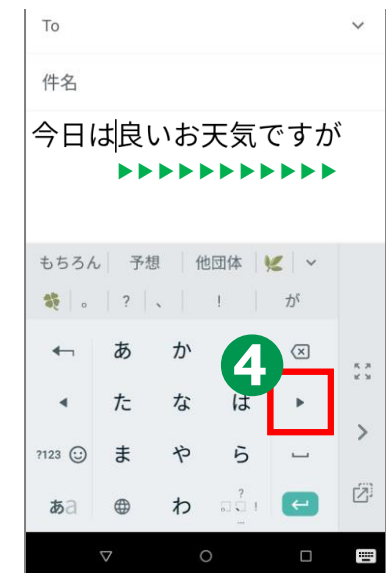 To
件名
今日は良いお天気ですが
もちろん 予想 他団体
。 ? 、 ! が
あ か
4
た な は
?123 ま や ら
あa わ ? 、 。 ! …